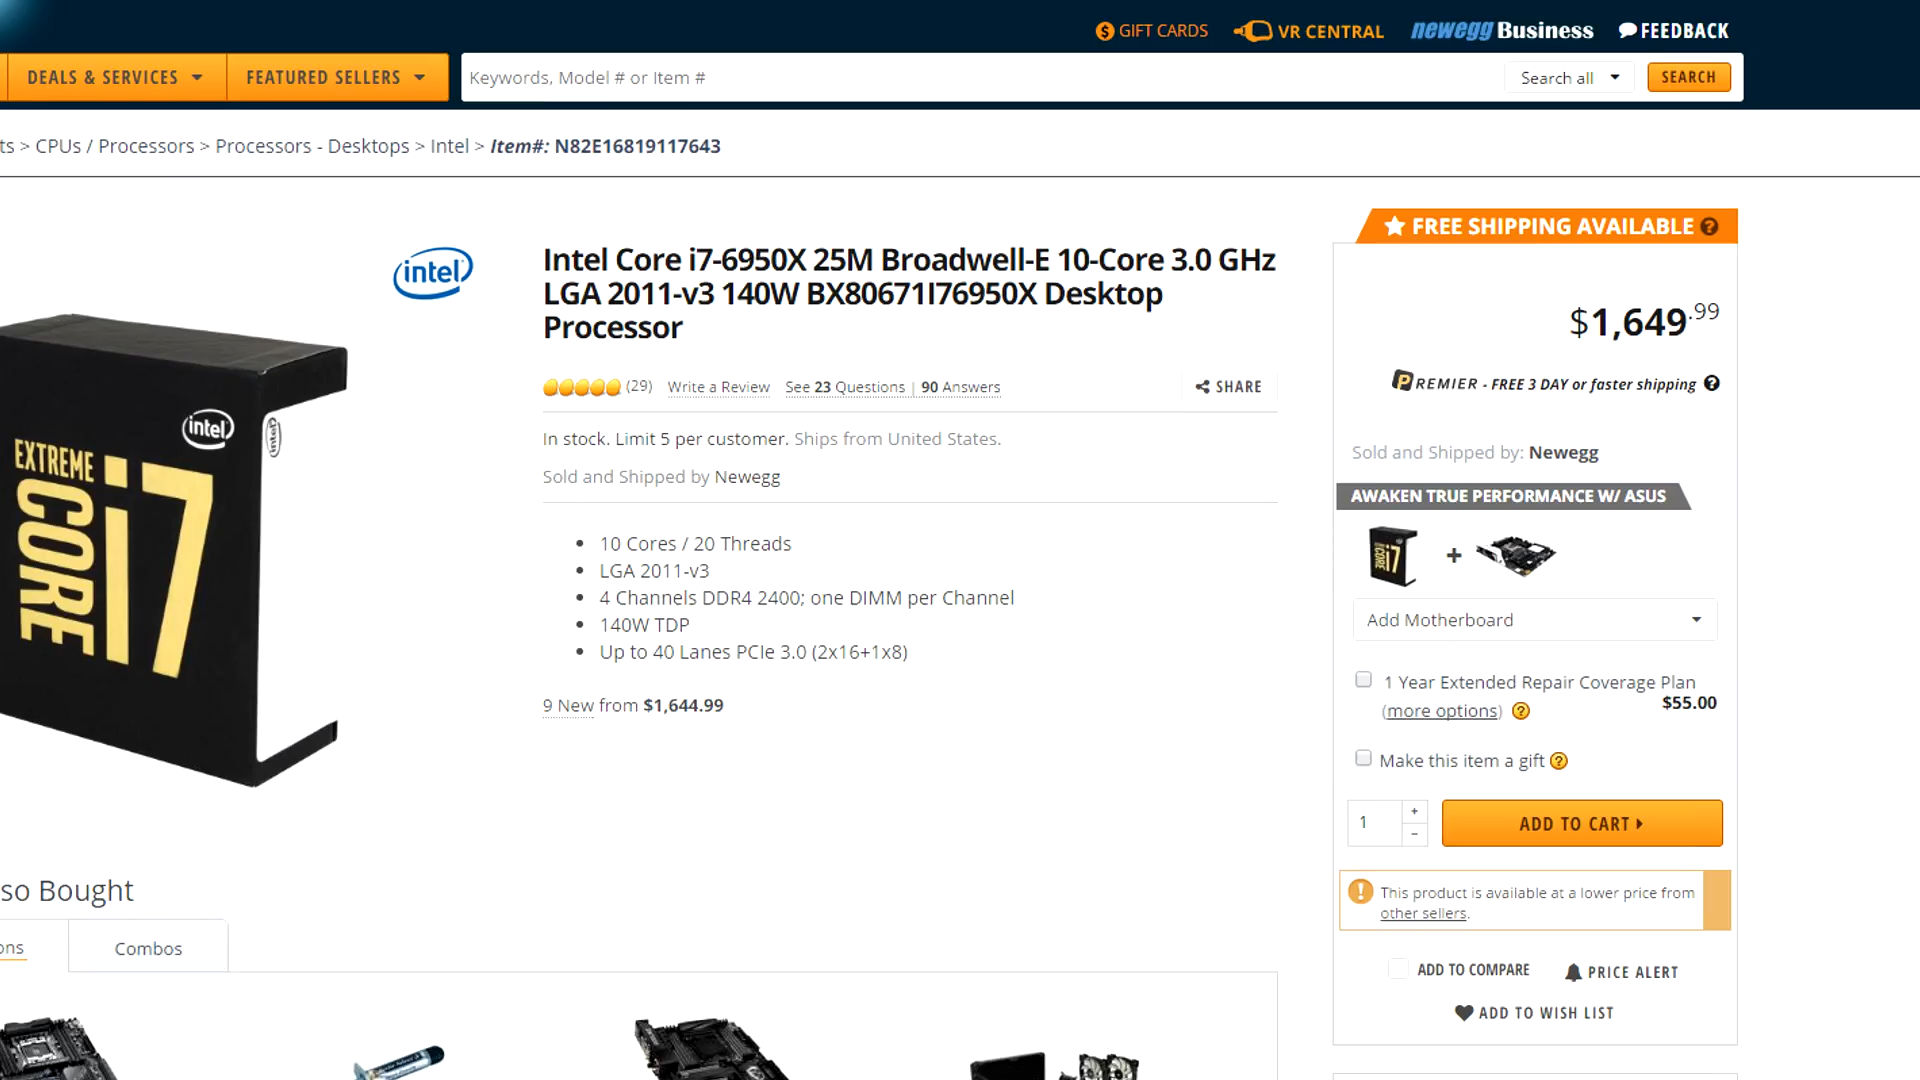 GIFT CARDS
VR CENTRAL
newegg Business
FEEDBACK
DEALS & SERVICES
FEATURED SELLERS
Keywords, Model # or Item #
Search all
SEARCH
ts > CPUs / Processors > Processors - Desktops > Intel > Item#: N82E16819117643
FREE SHIPPING AVAILABLE ?
intel
Intel Core i7-6950X 25M Broadwell-E 10-Core 3.0 GHz
LGA 2011-v3 140W BX80671I76950X Desktop
Processor
(29) Write a Review See 23 Questions | 90 Answers
SHARE
In stock. Limit 5 per customer. Ships from United States.
Sold and Shipped by Newegg
10 Cores / 20 Threads
LGA 2011-v3
4 Channels DDR4 2400; one DIMM per Channel
140W TDP
Up to 40 Lanes PCIe 3.0 (2x16+1x8)
9 New from $1,644.99
intel
intel
EXTREME
CORE
i7
$1,649.99
PREMIER - FREE 3 DAY or faster shipping ?
Sold and Shipped by: Newegg
AWAKEN TRUE PERFORMANCE W/ ASUS
CORE i7
+
Add Motherboard
1 Year Extended Repair Coverage Plan
(more options) ? $55.00
Make this item a gift ?
1 + -
ADD TO CART
! This product is available at a lower price from
other sellers.
ADD TO COMPARE
PRICE ALERT
ADD TO WISH LIST
so Bought
ons
Combos